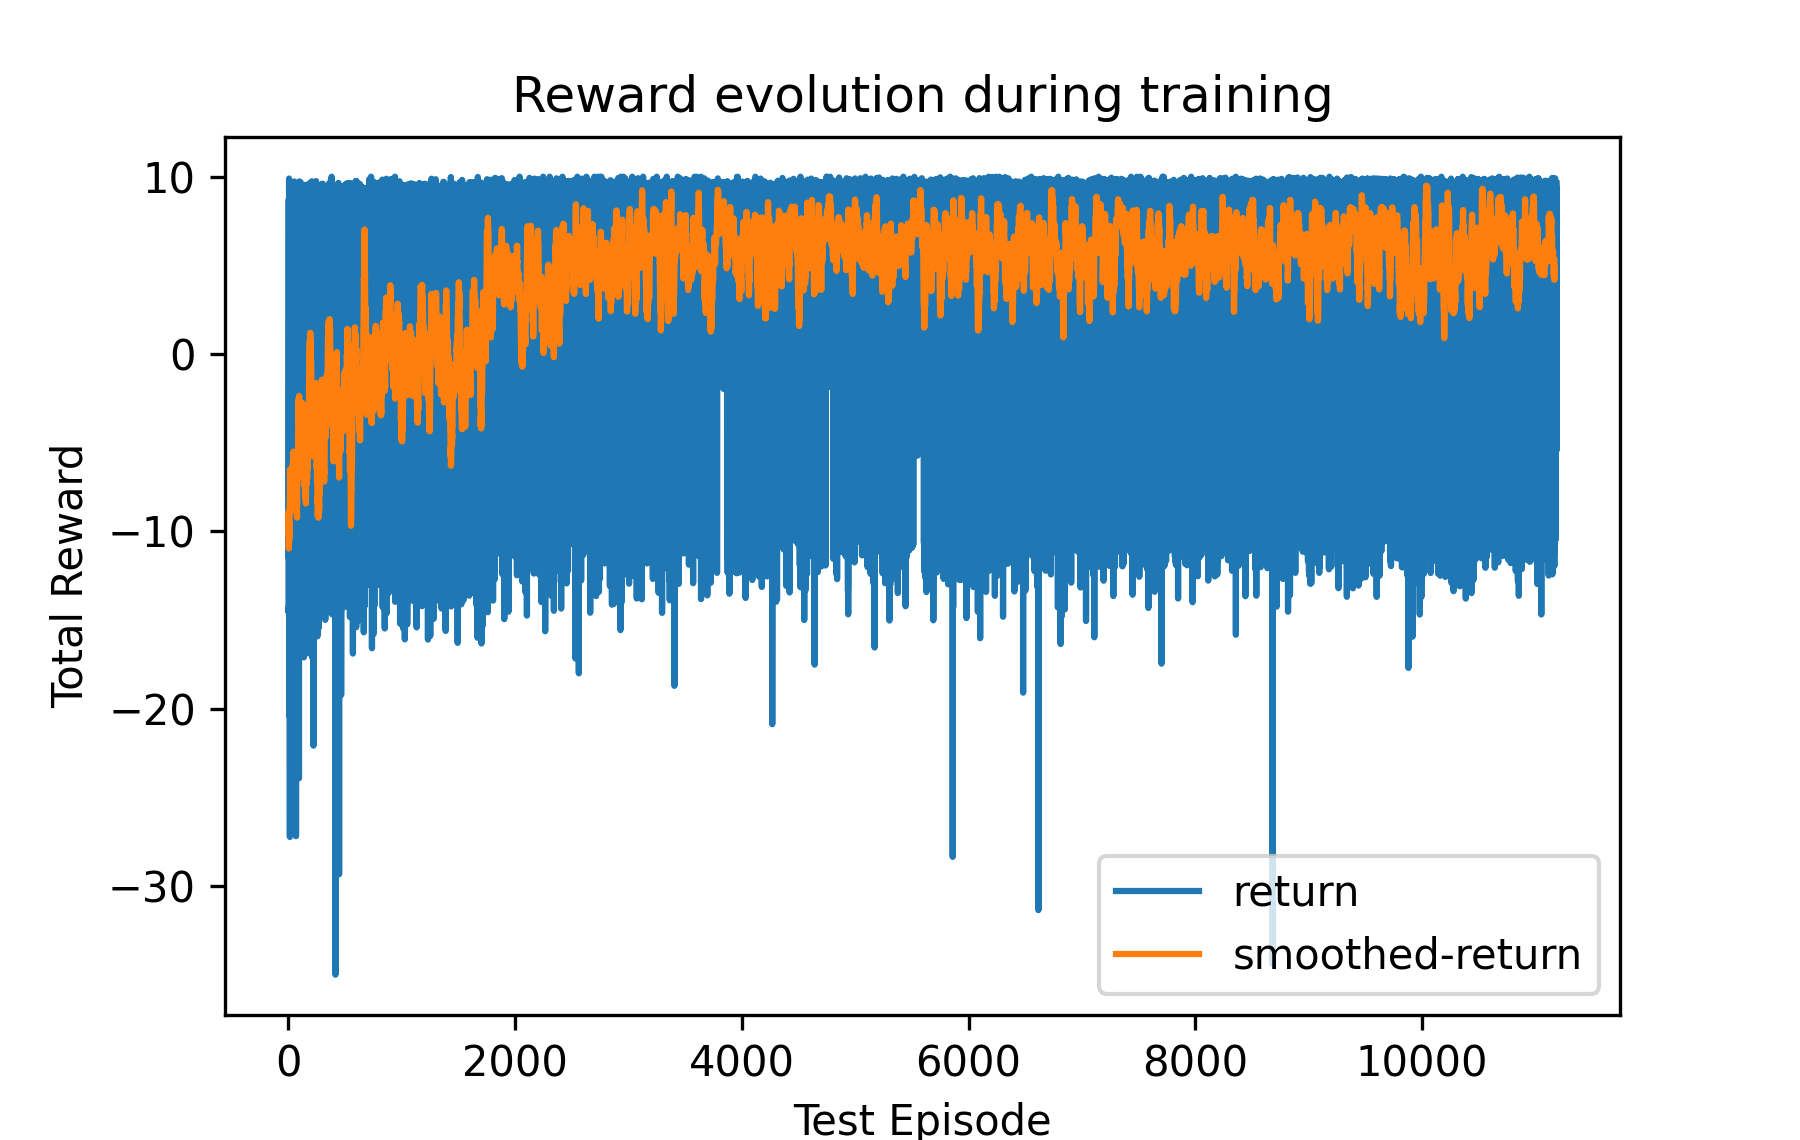 Reward evolution during training
10
0
−10
−20
−30
Total Reward
return
smoothed-return
0 2000 4000 6000 8000 10000
Test Episode